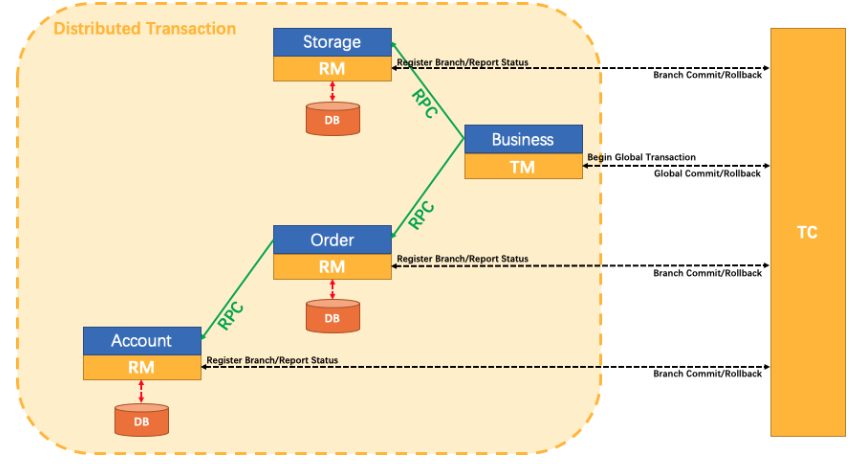 Distributed Transaction
Storage
RM
Register Branch/Report Status
Branch Commit/Rollback
DB
RPC
Business
TM
Begin Global Transaction
Global Commit/Rollback
TC
RPC
Order
RM
Register Branch/Report Status
Branch Commit/Rollback
DB
RPC
Account
RM
Register Branch/Report Status
Branch Commit/Rollback
DB